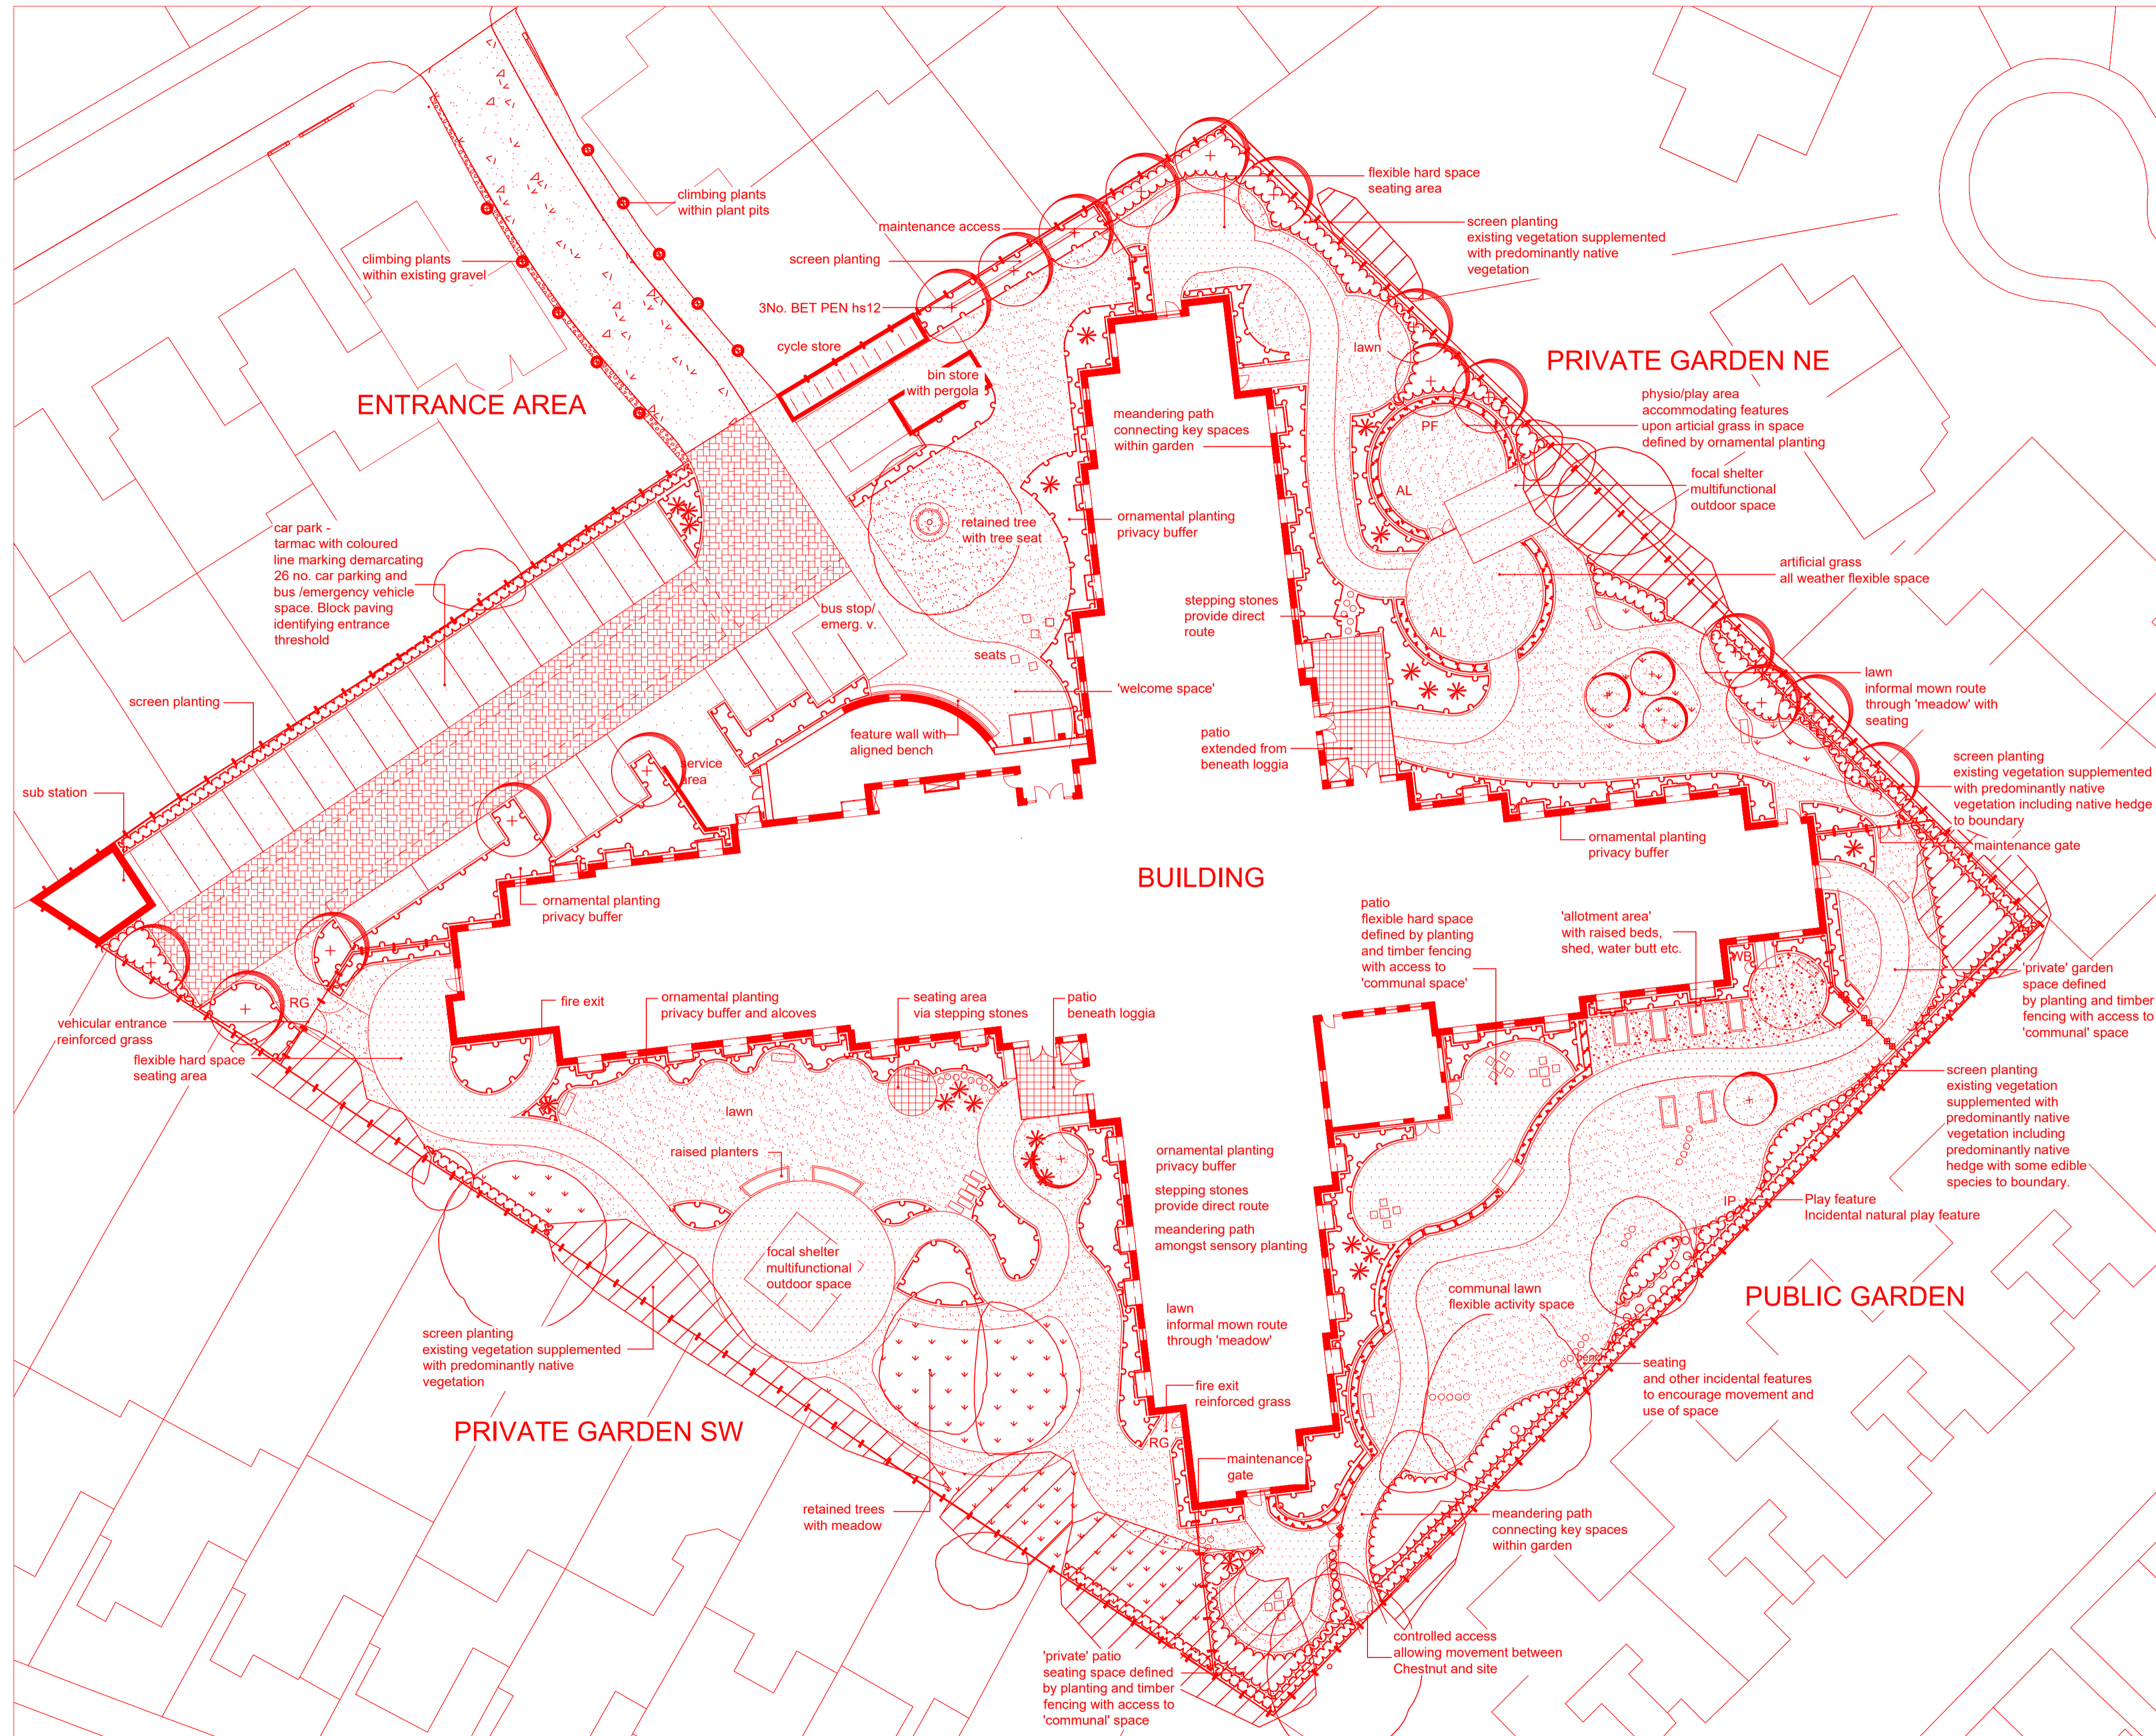 flexible hard space
seating area
climbing plants
within plant pits
screen planting
existing vegetation supplemented
with predominantly native
vegetation
maintenance access
climbing plants
within existing gravel
screen planting
3No. BET PEN hs12
cycle store
lawn
PRIVATE GARDEN NE
bin store
with pergola
ENTRANCE AREA
meandering path
connecting key spaces
within garden
physio/play area
accommodating features
upon articial grass in space
defined by ornamental planting
PF
focal shelter
multifunctional
outdoor space
AL
car park -
tarmac with coloured
line marking demarcating
26 no. car parking and
bus /emergency vehicle
space. Block paving
identifying entrance
threshold
retained tree
with tree seat
ornamental planting
privacy buffer
artificial grass
all weather flexible space
bus stop/
emerg. v.
stepping stones
provide direct
route
AL
seats
'welcome space'
lawn
informal mown route
through 'meadow' with
seating
screen planting
feature wall with
aligned bench
patio
extended from
beneath loggia
service
area
screen planting
existing vegetation supplemented
with predominantly native
vegetation including native hedge
to boundary
sub station
ornamental planting
privacy buffer
maintenance gate
BUILDING
ornamental planting
privacy buffer
patio
flexible hard space
defined by planting
and timber fencing
with access to
'communal space'
'allotment area'
with raised beds,
shed, water butt etc.
WB
'private' garden
space defined
by planting and timber
fencing with access to
'communal' space
RG
fire exit
ornamental planting
privacy buffer and alcoves
seating area
via stepping stones
patio
beneath loggia
vehicular entrance
reinforced grass
flexible hard space
seating area
screen planting
existing vegetation
supplemented with
predominantly native
vegetation including
predominantly native
hedge with some edible
species to boundary.
lawn
raised planters
ornamental planting
privacy buffer
stepping stones
provide direct route
meandering path
amongst sensory planting
IP
Play feature
Incidental natural play feature
focal shelter
multifunctional
outdoor space
communal lawn
flexible activity space
PUBLIC GARDEN
lawn
informal mown route
through 'meadow'
screen planting
existing vegetation supplemented
with predominantly native
vegetation
bench
seating
and other incidental features
to encourage movement and
use of space
fire exit
reinforced grass
PRIVATE GARDEN SW
RG
maintenance
gate
retained trees
with meadow
meandering path
connecting key spaces
within garden
controlled access
allowing movement between
Chestnut and site
'private' patio
seating space defined
by planting and timber
fencing with access to
'communal' space